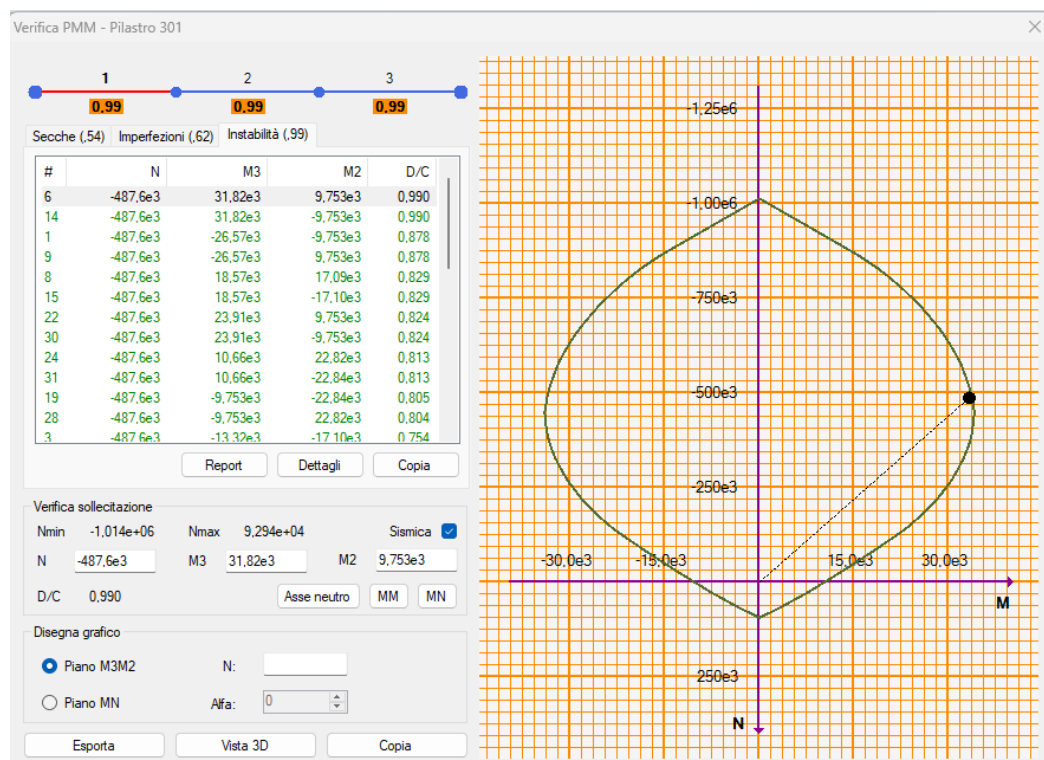 Verifica PMM - Pilastro 301
1 2 3
0,99 0,99 0,99
Secche (,54) Imperfezioni (,62) Instabilità (,99)
# N M3 M2 D/C
6 -487,6e3 31,82e3 9,753e3 0,990
14 -487,6e3 31,82e3 -9,753e3 0,990
1 -487,6e3 -26,57e3 -9,753e3 0,878
9 -487,6e3 -26,57e3 9,753e3 0,878
8 -487,6e3 18,57e3 17,09e3 0,829
15 -487,6e3 18,57e3 -17,10e3 0,829
22 -487,6e3 23,91e3 9,753e3 0,824
30 -487,6e3 23,91e3 -9,753e3 0,824
24 -487,6e3 10,66e3 22,82e3 0,813
31 -487,6e3 10,66e3 -22,84e3 0,813
19 -487,6e3 -9,753e3 -22,84e3 0,805
28 -487,6e3 -9,753e3 22,82e3 0,804
3 -487,6e3 -13,32e3 -17,10e3 0,754
Report Dettagli Copia
Verifica sollecitazione
Nmin -1,014e+06 Nmax 9,294e+04 Sismica
N -487,6e3 M3 31,82e3 M2 9,753e3
D/C 0,990 Asse neutro MM MN
Disegna grafico
Piano M3M2 N:
Piano MN Alfa: 0
Esporta Vista 3D Copia
-1,25e6
-1,00e6
-750e3
-500e3
-250e3
-30,0e3 -15,0e3 15,0e3 30,0e3
M
250e3
N